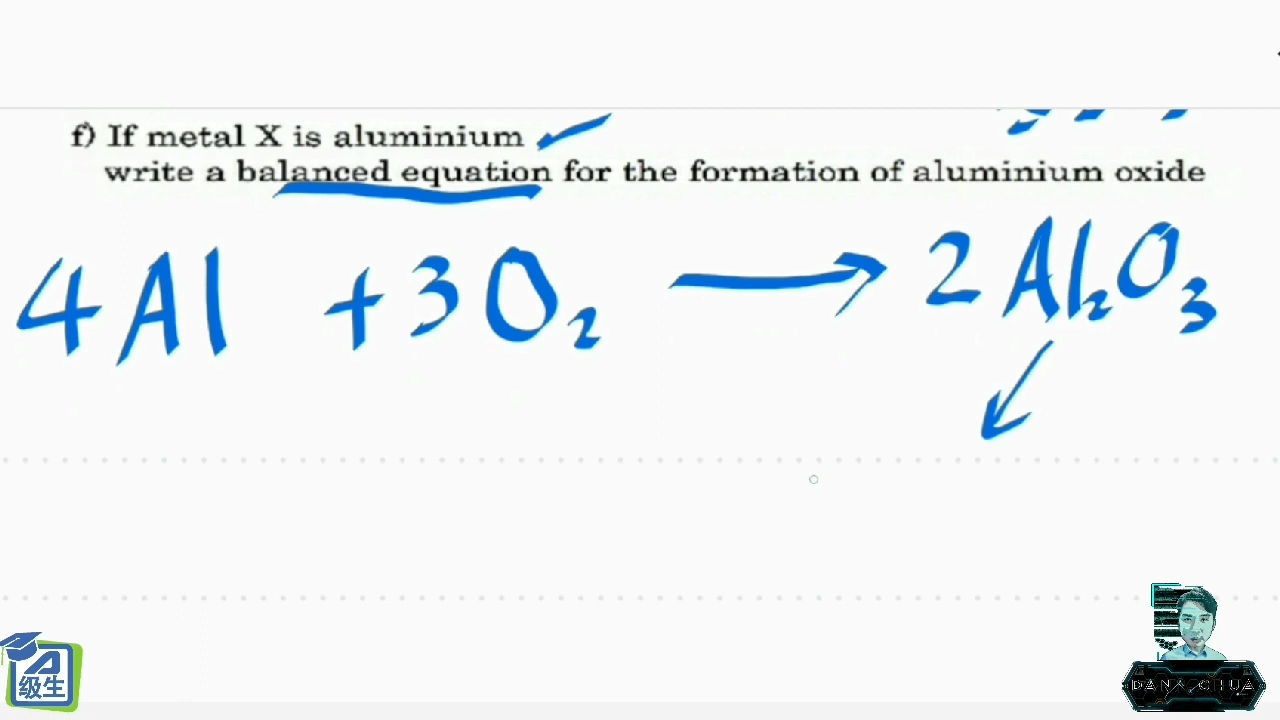 f) If metal X is aluminium
write a balanced equation for the formation of aluminium oxide
4Al + 3O₂ → 2Al₂O₃
A
级生
DANA CHUA